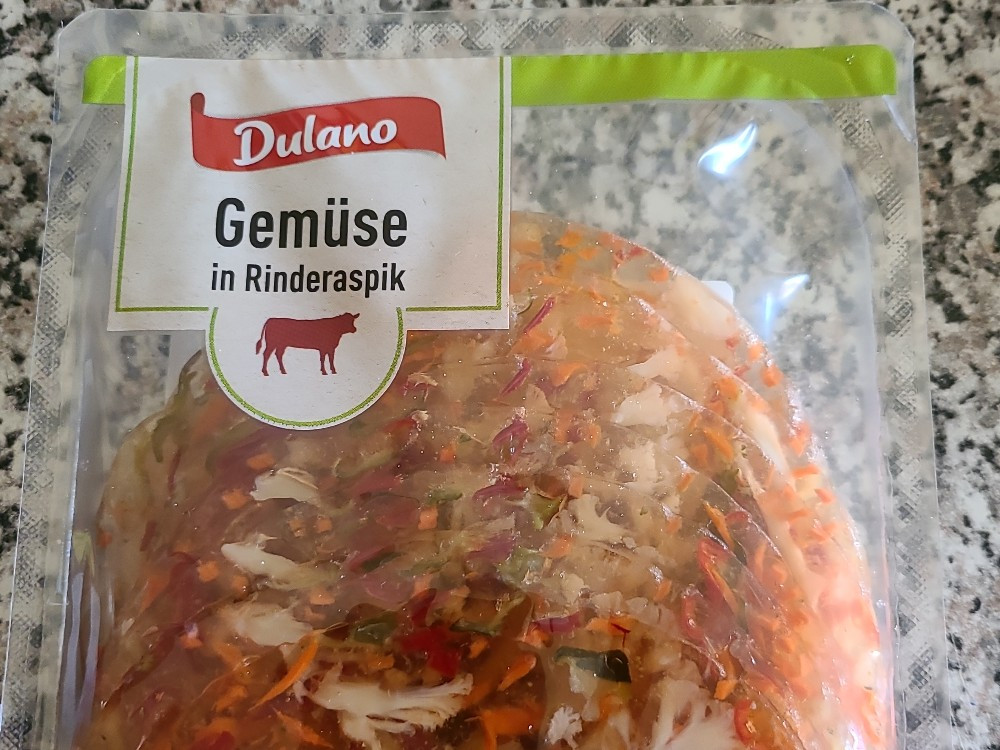 Dulano
Gemüse
in Rinderaspik